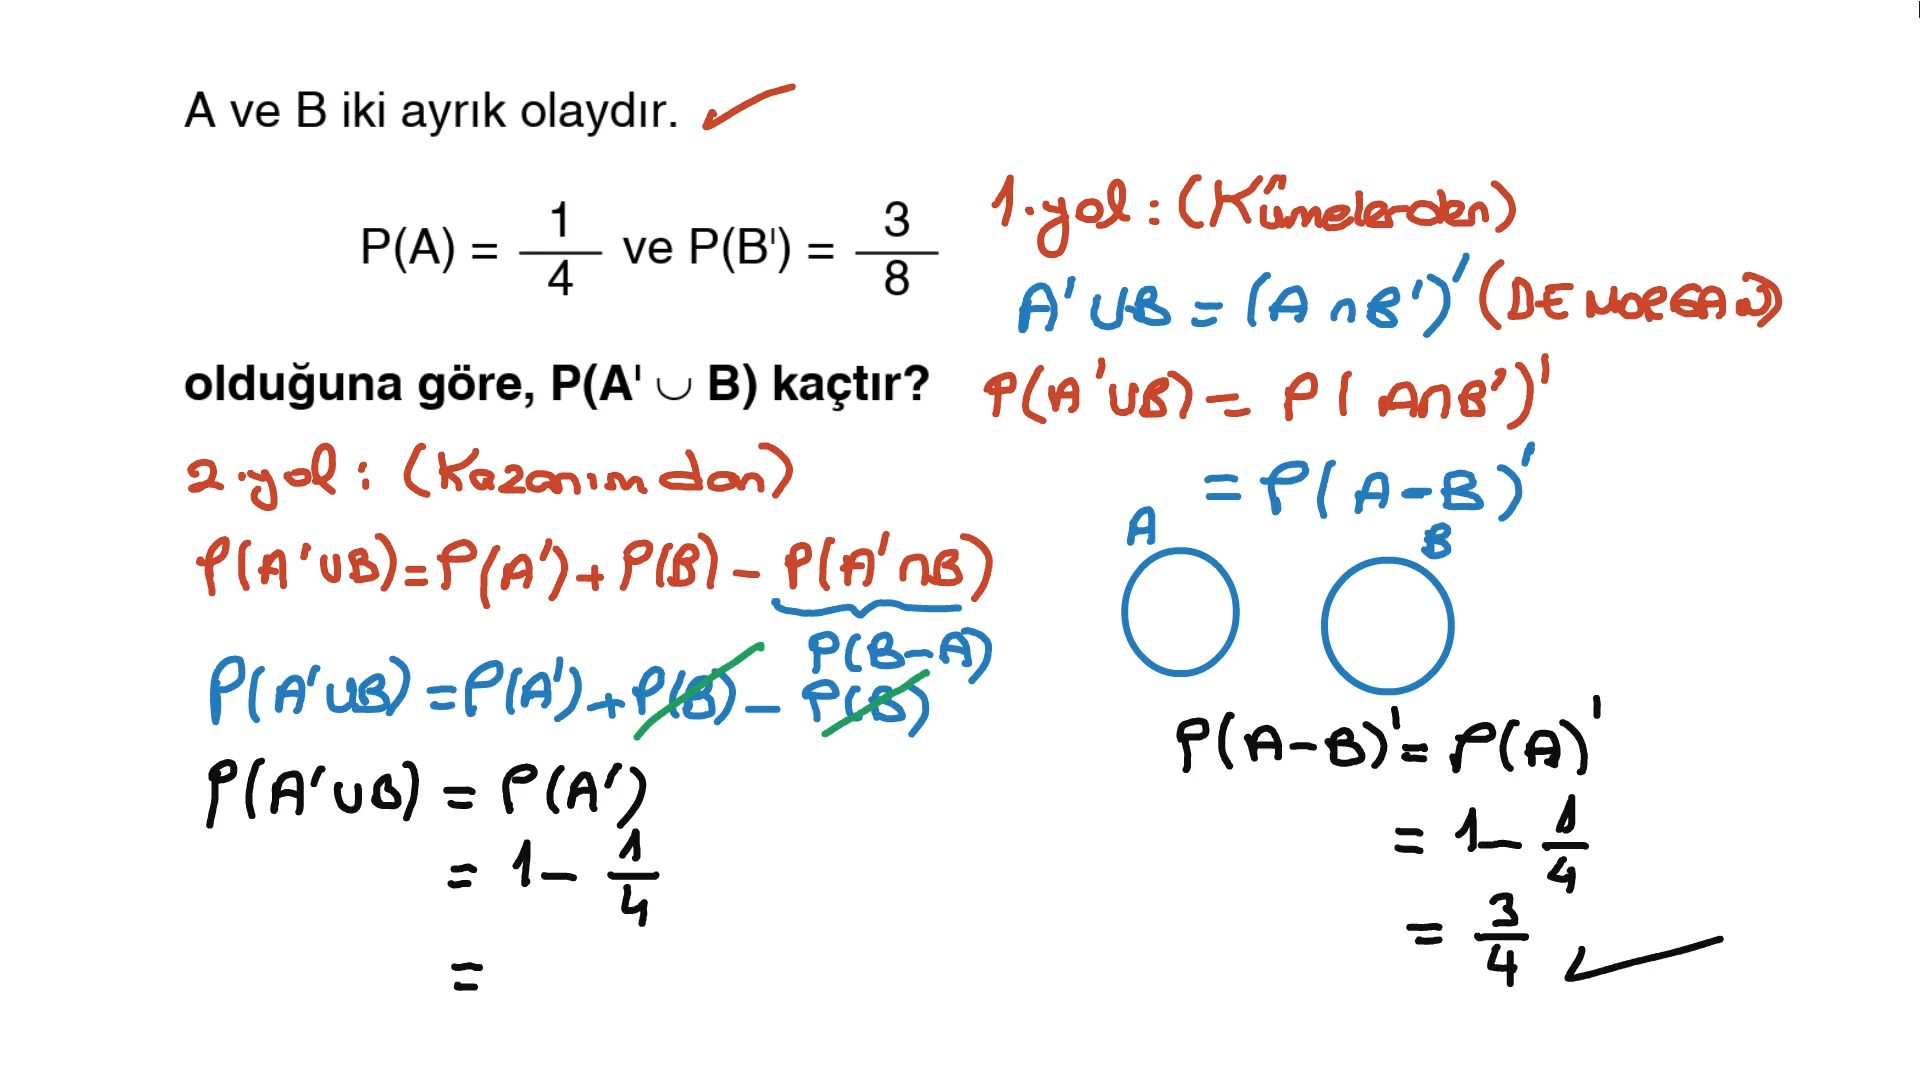 A ve B iki ayrık olaydır.
P(A) = 1/4 ve P(B') = 3/8
olduğuna göre, P(A' ∪ B) kaçtır?
1.yol: (Kümelerden)
A' ∪ B = (A ∩ B')' (DE MORGAN)
P(A' ∪ B) = P(A ∩ B')'
= P(A − B)'
A
B
P(A − B)' = P(A)'
= 1 − 1/4
= 3/4
2.yol: (Kazanımdan)
P(A' ∪ B) = P(A') + P(B) − P(A' ∩ B)
P(B − A)
P(A' ∪ B) = P(A') + P(B) − P(B)
P(A' ∪ B) = P(A')
= 1 − 1/4
=